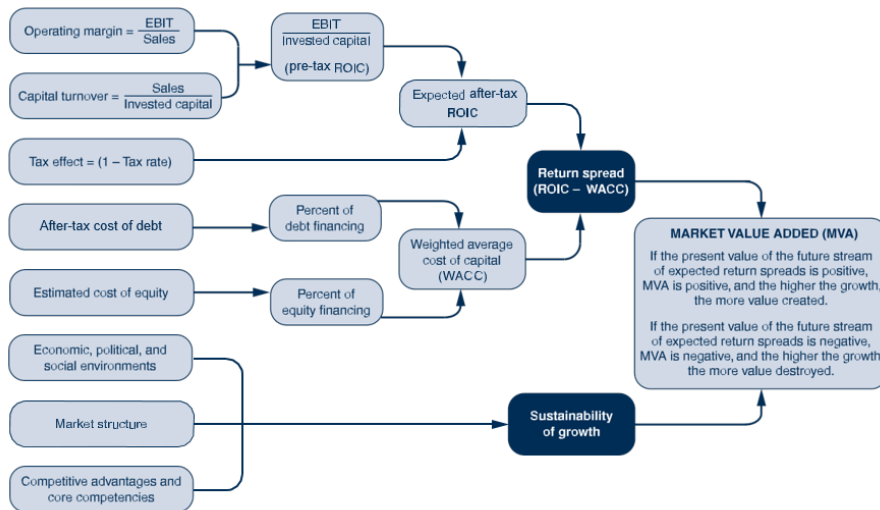 Operating margin = EBIT
Sales
Capital turnover = Sales
Invested capital
Tax effect = (1 – Tax rate)
After-tax cost of debt
Estimated cost of equity
Economic, political, and
social environments
Market structure
Competitive advantages and
core competencies
EBIT
Invested capital
(pre-tax ROIC)
Percent of
debt financing
Percent of
equity financing
Expected after-tax
ROIC
Weighted average
cost of capital
(WACC)
Return spread
(ROIC – WACC)
Sustainability
of growth
MARKET VALUE ADDED (MVA)
If the present value of the future stream
of expected return spreads is positive,
MVA is positive, and the higher the growth,
the more value created.
If the present value of the future stream
of expected return spreads is negative,
MVA is negative, and the higher the growth
the more value destroyed.